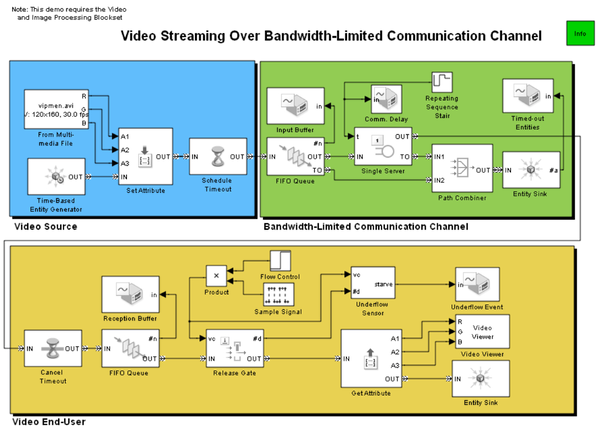 Note: This demo requires the Video
and Image Processing Blockset
Video Streaming Over Bandwidth-Limited Communication Channel
Info
vipmen.avi
V: 120x160, 30.0 fps
R
G
B
From Multi-
media File
A1
A2
A3
IN
OUT
Set Attribute
OUT
Time-Based
Entity Generator
IN
OUT
Schedule
Timeout
Video Source
in
Input Buffer
in
Comm. Delay
Repeating
Sequence
Stair
in
Timed-out
Entities
IN
#n
OUT
TO
FIFO Queue
t
IN
OUT
TO
Single Server
IN1
IN2
OUT
Path Combiner
IN
#a
Entity Sink
Bandwidth-Limited Communication Channel
in
Reception Buffer
Product
Flow Control
Sample Signal
vc
#d
starve
Underflow
Sensor
in
Underflow Event
IN
OUT
Cancel
Timeout
IN
#n
OUT
FIFO Queue
vc
IN
#d
OUT
Release Gate
IN
A1
A2
A3
OUT
Get Attribute
R
G
B
Video
Viewer
Video Viewer
IN
Entity Sink
Video End-User